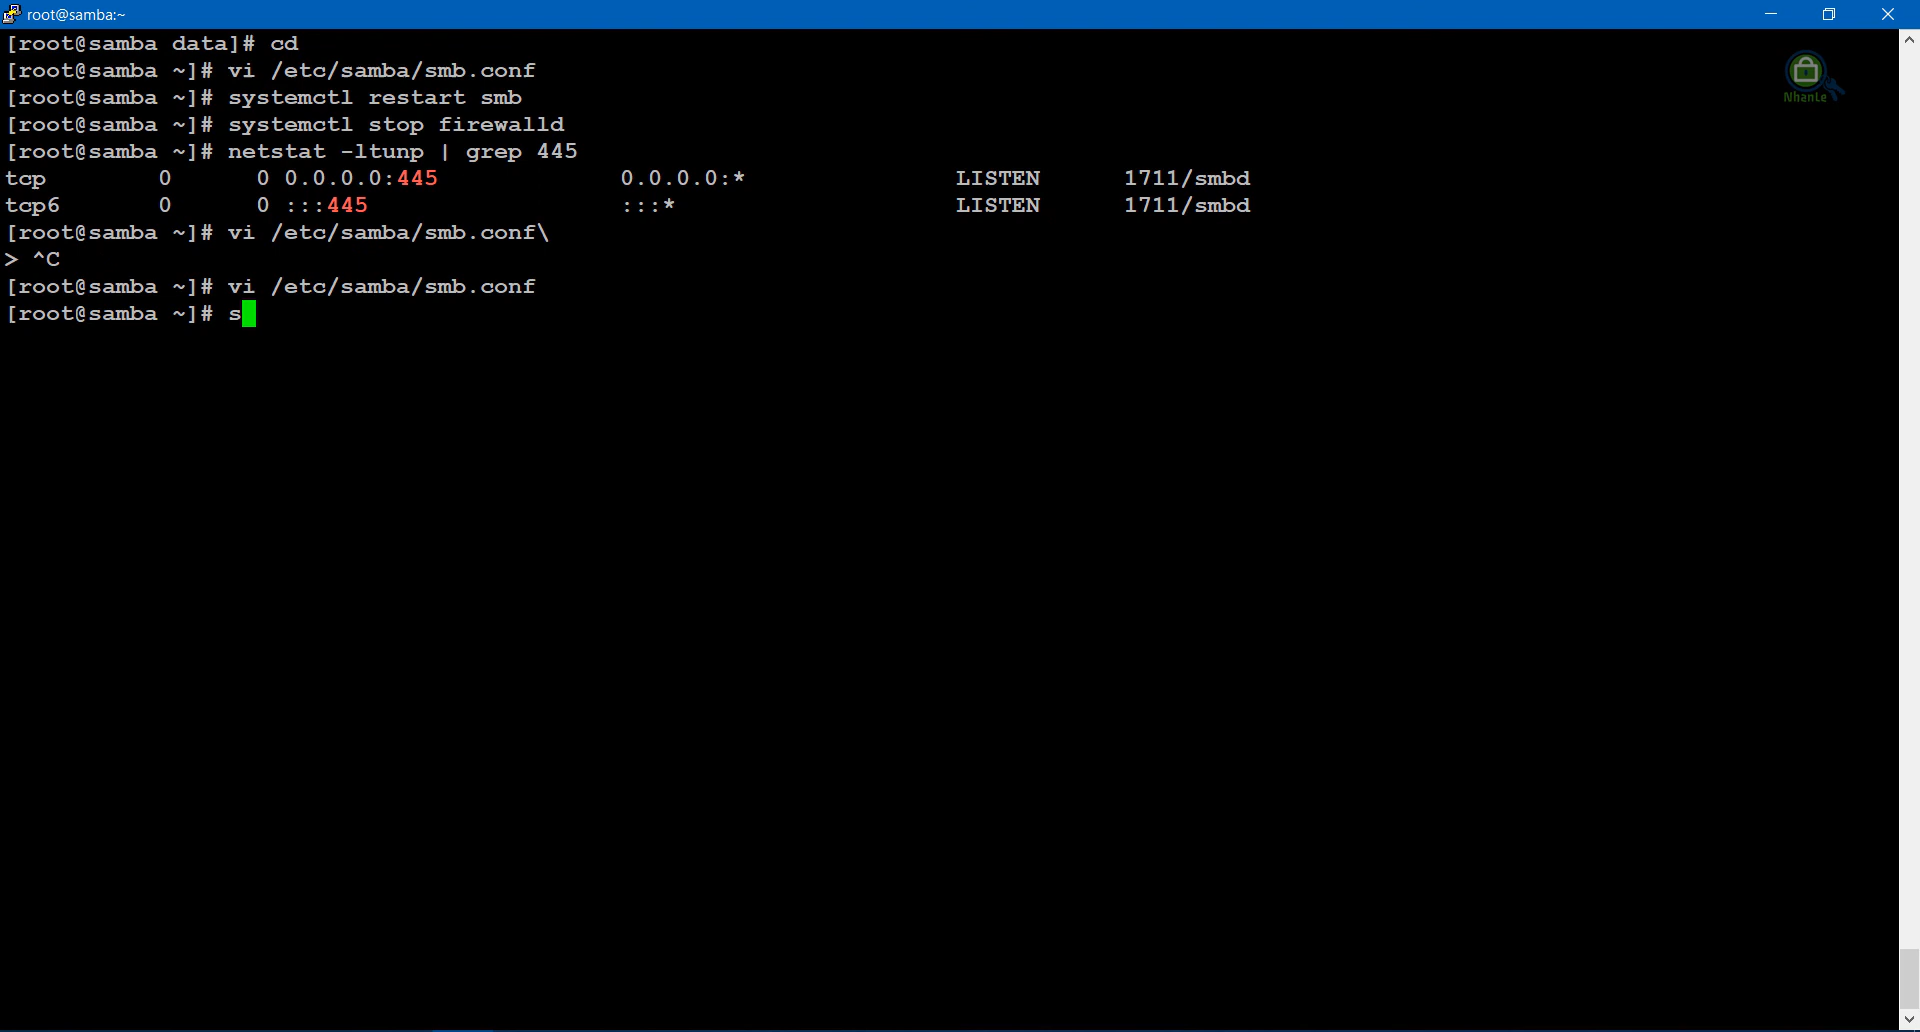 root@samba:~
[root@samba data]# cd
[root@samba ~]# vi /etc/samba/smb.conf
[root@samba ~]# systemctl restart smb
[root@samba ~]# systemctl stop firewalld
[root@samba ~]# netstat -ltunp | grep 445
tcp        0      0 0.0.0.0:445             0.0.0.0:*               LISTEN      1711/smbd
tcp6       0      0 :::445                  :::*                    LISTEN      1711/smbd
[root@samba ~]# vi /etc/samba/smb.conf\
> ^C
[root@samba ~]# vi /etc/samba/smb.conf
[root@samba ~]# s
NhanLe